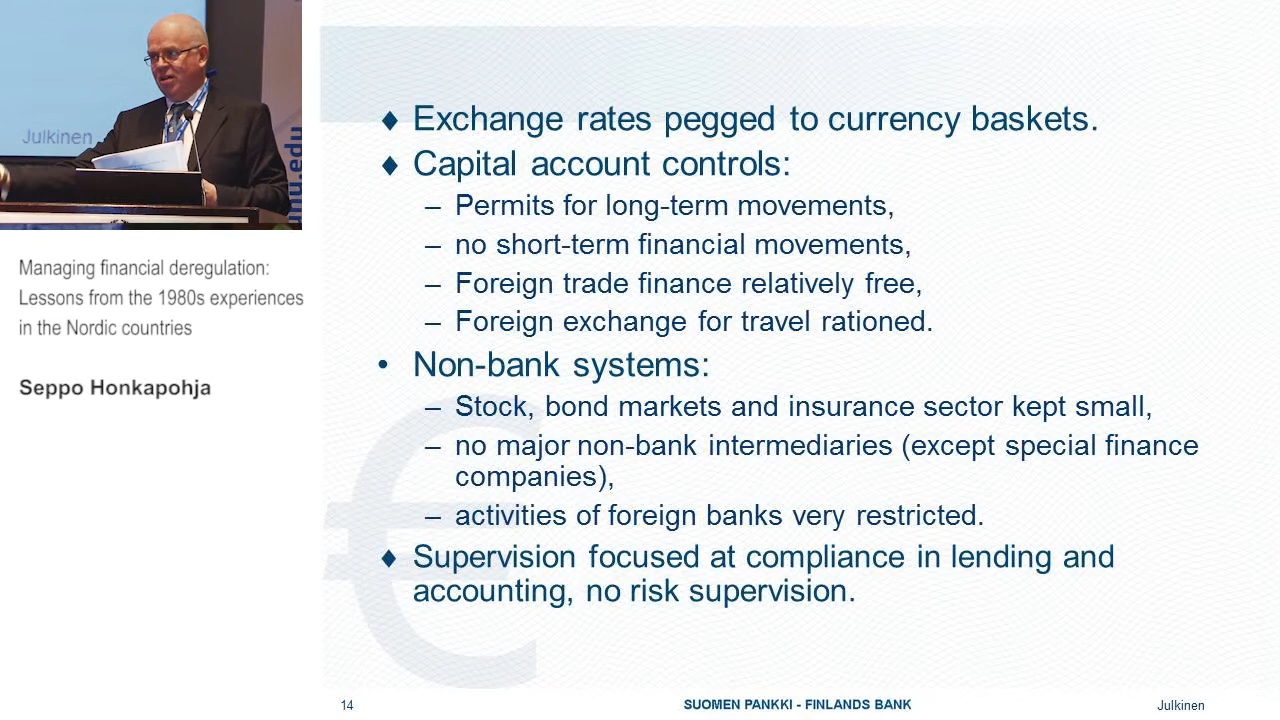 Julkinen
unu.edu
Managing financial deregulation:
Lessons from the 1980s experiences
in the Nordic countries
Seppo Honkapohja
♦ Exchange rates pegged to currency baskets.
♦ Capital account controls:
– Permits for long-term movements,
– no short-term financial movements,
– Foreign trade finance relatively free,
– Foreign exchange for travel rationed.
• Non-bank systems:
– Stock, bond markets and insurance sector kept small,
– no major non-bank intermediaries (except special finance
companies),
– activities of foreign banks very restricted.
♦ Supervision focused at compliance in lending and
accounting, no risk supervision.
14
SUOMEN PANKKI - FINLANDS BANK
Julkinen